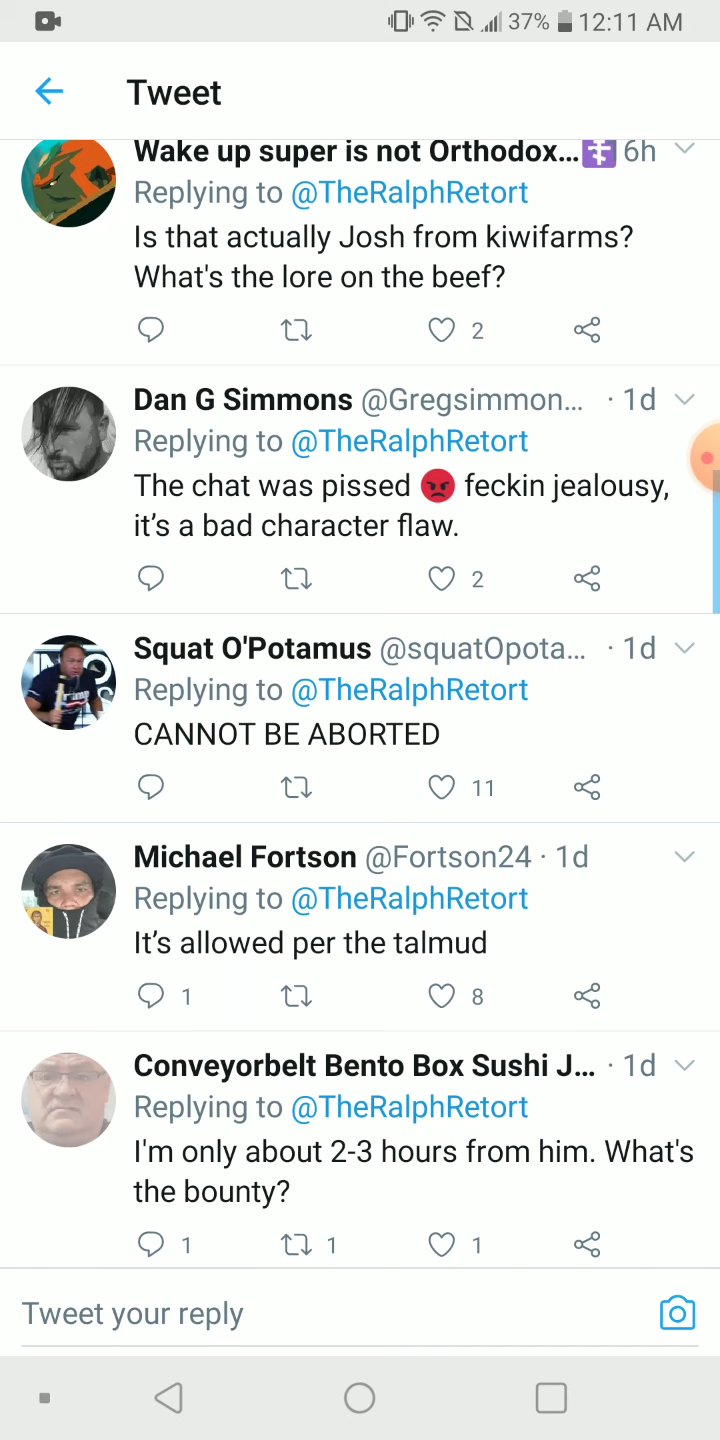 37% 12:11 AM
Tweet
Wake up super is not Orthodox...☦️ 6h
Replying to @TheRalphRetort
Is that actually Josh from kiwifarms?
What's the lore on the beef?
2
Dan G Simmons @Gregsimmon... · 1d
Replying to @TheRalphRetort
The chat was pissed 😡 feckin jealousy,
it’s a bad character flaw.
2
Squat O'Potamus @squatOpota... · 1d
Replying to @TheRalphRetort
CANNOT BE ABORTED
11
Michael Fortson @Fortson24 · 1d
Replying to @TheRalphRetort
It’s allowed per the talmud
1 8
Conveyorbelt Bento Box Sushi J... · 1d
Replying to @TheRalphRetort
I'm only about 2-3 hours from him. What's
the bounty?
1 1 1
Tweet your reply